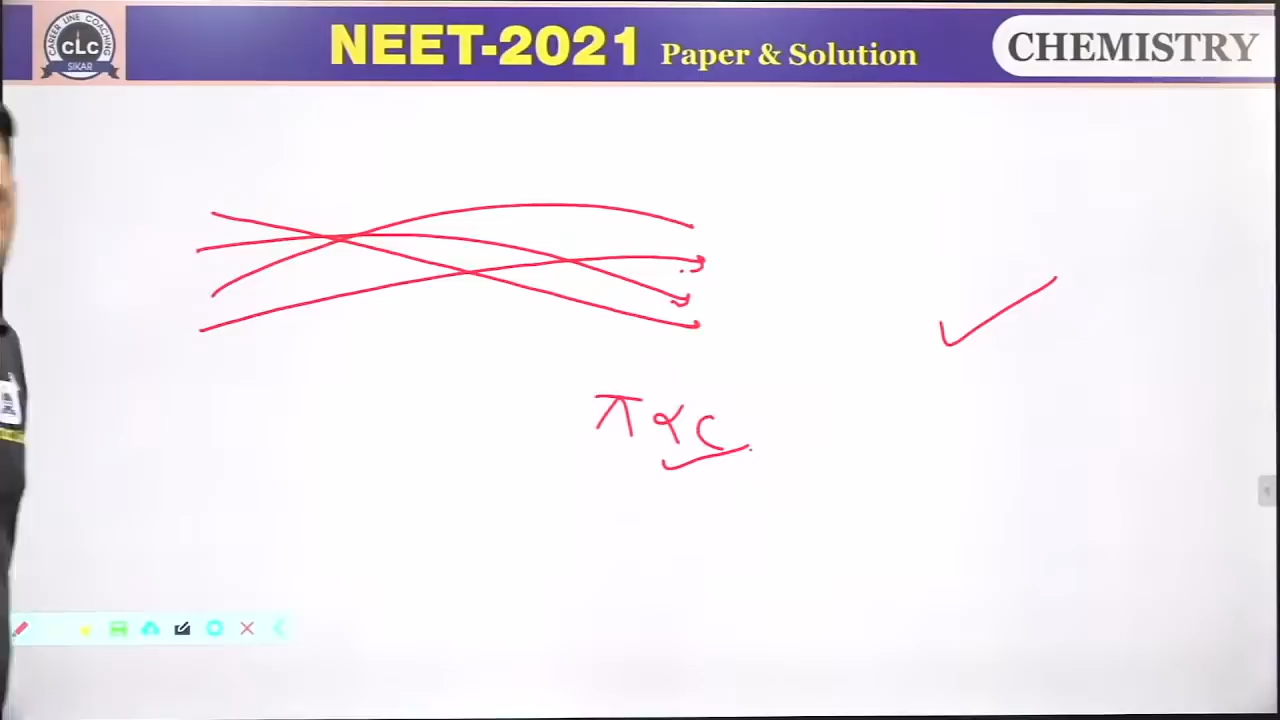 CAREER LINE COACHING
CLC
SIKAR
NEET-2021 Paper & Solution
CHEMISTRY
π ∝ C